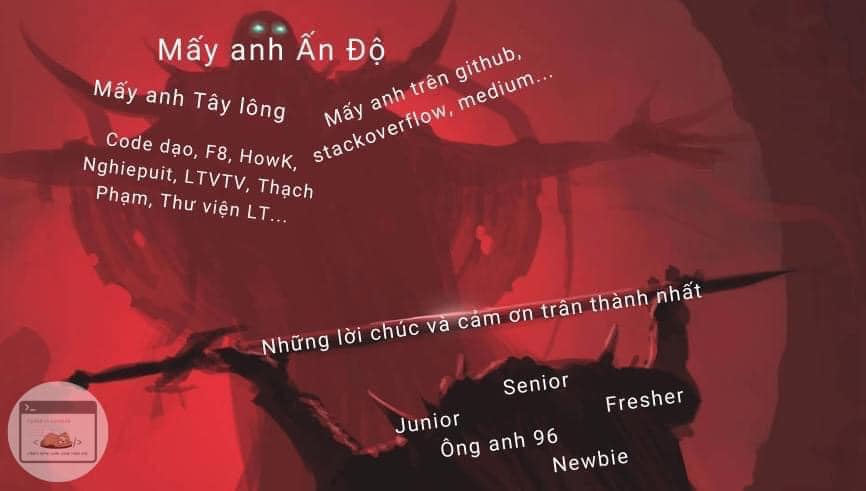 Mấy anh Ấn Độ
Mấy anh Tây lông
Mấy anh trên github,
stackoverflow, medium...
Code dạo, F8, HowK,
Nghiepuit, LTVTV, Thạch
Phạm, Thư viện LT...
Những lời chúc và cảm ơn trân thành nhất
Senior
Junior
Fresher
Ông anh 96
Newbie